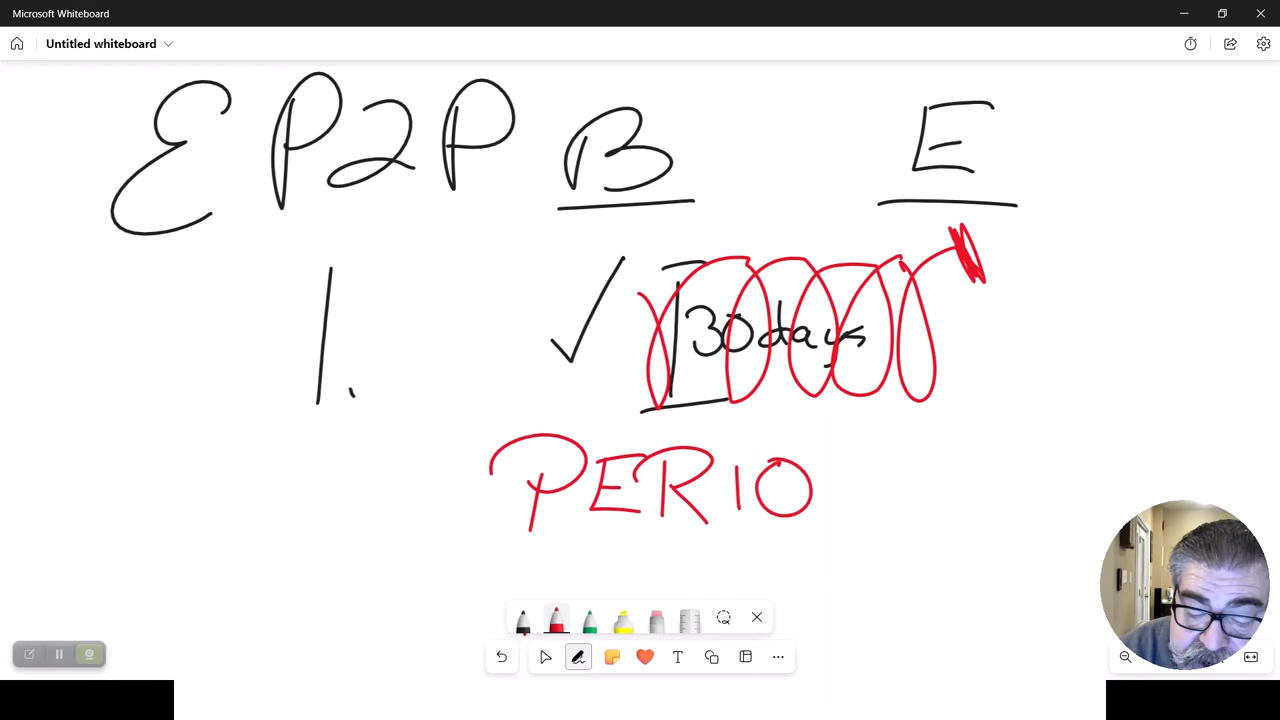 Microsoft Whiteboard
Untitled whiteboard
EP2P B E
1. 30 days
PERIO